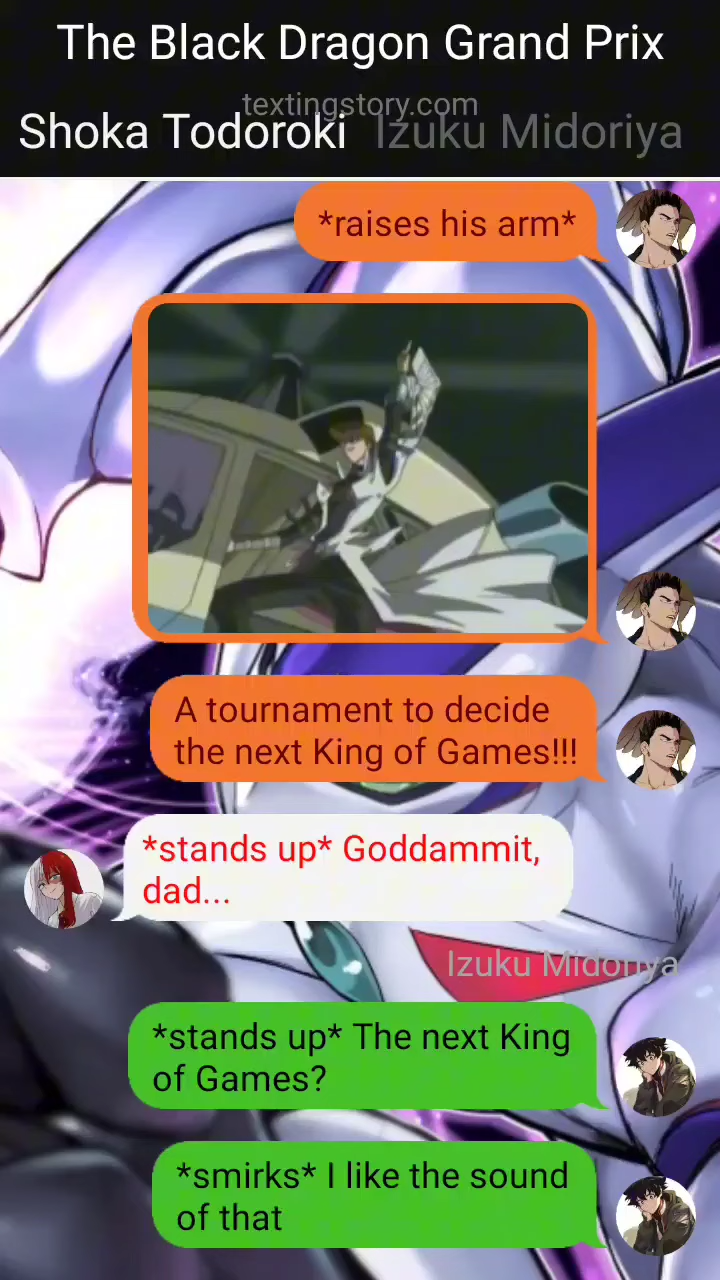 The Black Dragon Grand Prix
textingstory.com
Shoka Todoroki Izuku Midoriya
*raises his arm*
A tournament to decide
the next King of Games!!!
*stands up* Goddammit,
dad...
Izuku Midoriya
*stands up* The next King
of Games?
*smirks* I like the sound
of that